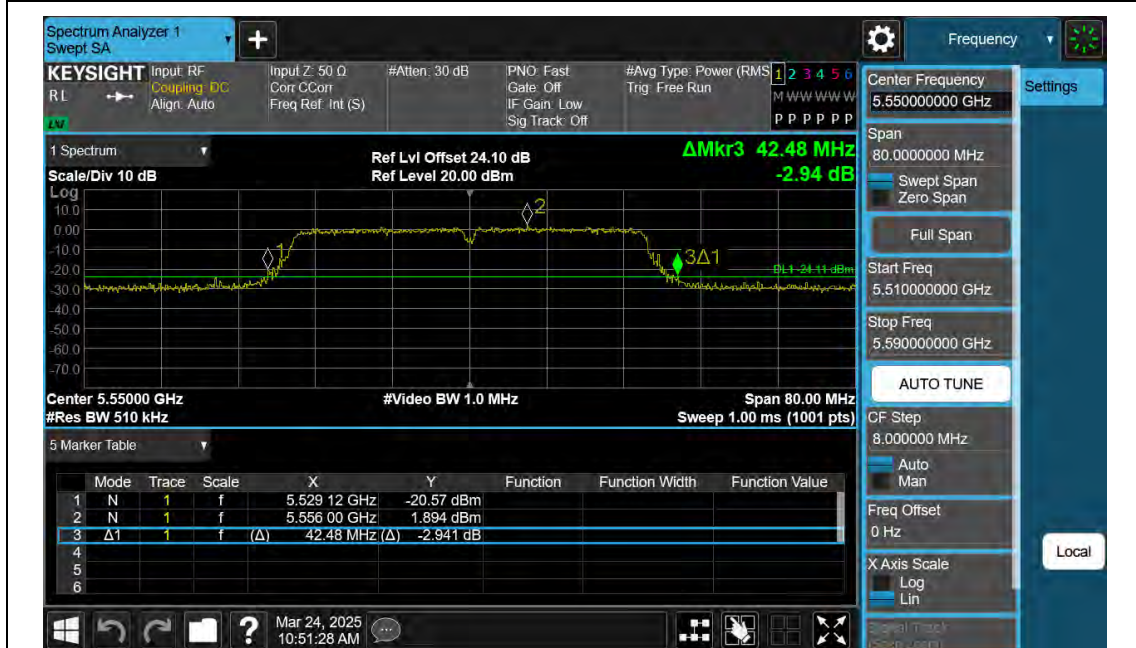 Spectrum Analyzer 1
Swept SA
+
Frequency
KEYSIGHT
RL
LXI
Input: RF
Coupling: DC
Align: Auto
Input Z: 50 Ω
Corr CCorr
Freq Ref: Int (S)
#Atten: 30 dB
PNO: Fast
Gate: Off
IF Gain: Low
Sig Track: Off
#Avg Type: Power (RMS
Trig: Free Run
1 2 3 4 5 6
M W W W W W
P P P P P P
Center Frequency
5.550000000 GHz
Settings
Span
80.0000000 MHz
Swept Span
Zero Span
Full Span
Start Freq
5.510000000 GHz
Stop Freq
5.590000000 GHz
AUTO TUNE
CF Step
8.000000 MHz
Auto
Man
Freq Offset
0 Hz
X Axis Scale
Log
Lin
Signal Track
(Span Zoom)
Local
1 Spectrum
Scale/Div 10 dB
Ref Lvl Offset 24.10 dB
Ref Level 20.00 dBm
ΔMkr3 42.48 MHz
-2.94 dB
Log
10.0
0.00
-10.0
-20.0
-30.0
-40.0
-50.0
-60.0
-70.0
1
2
3Δ1
DL1 -24.11 dBm
Center 5.55000 GHz
#Video BW 1.0 MHz
Span 80.00 MHz
#Res BW 510 kHz
Sweep 1.00 ms (1001 pts)
5 Marker Table
Mode Trace Scale X Y Function Function Width Function Value
1 N 1 f 5.529 12 GHz -20.57 dBm
2 N 1 f 5.556 00 GHz 1.894 dBm
3 Δ1 1 f (Δ) 42.48 MHz (Δ) -2.941 dB
4
5
6
?
Mar 24, 2025
10:51:28 AM